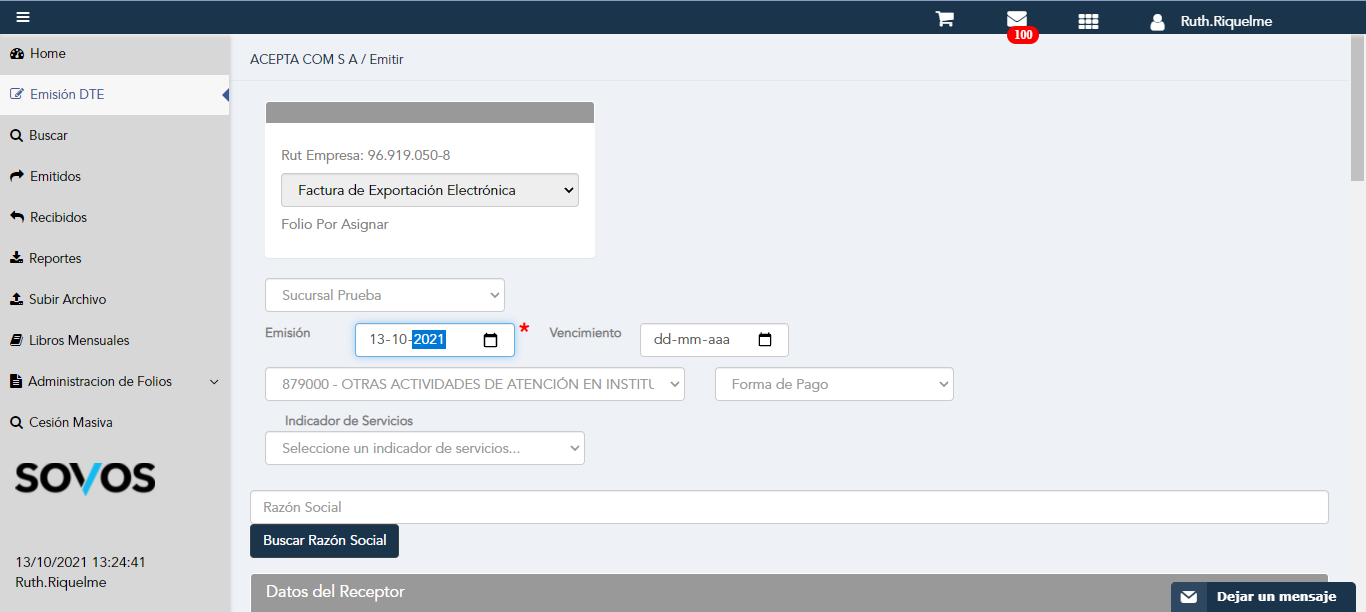 Ruth.Riquelme
100
Home
ACEPTA COM S A / Emitir
Emisión DTE
Buscar
Emitidos
Recibidos
Reportes
Subir Archivo
Libros Mensuales
Administracion de Folios
Cesión Masiva
SOVOS
13/10/2021 13:24:41
Ruth.Riquelme
Rut Empresa: 96.919.050-8
Factura de Exportación Electrónica
Folio Por Asignar
Sucursal Prueba
Emisión 13-10-2021 * Vencimiento dd-mm-aaa
879000 - OTRAS ACTIVIDADES DE ATENCIÓN EN INSTITU Forma de Pago
Indicador de Servicios
Seleccione un indicador de servicios...
Razón Social
Buscar Razón Social
Datos del Receptor
Dejar un mensaje